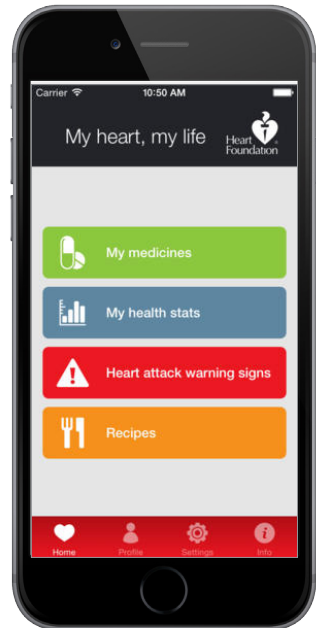 Carrier 10:50 AM
My heart, my life
Heart
Foundation
My medicines
My health stats
Heart attack warning signs
Recipes
Home Profile Settings Info